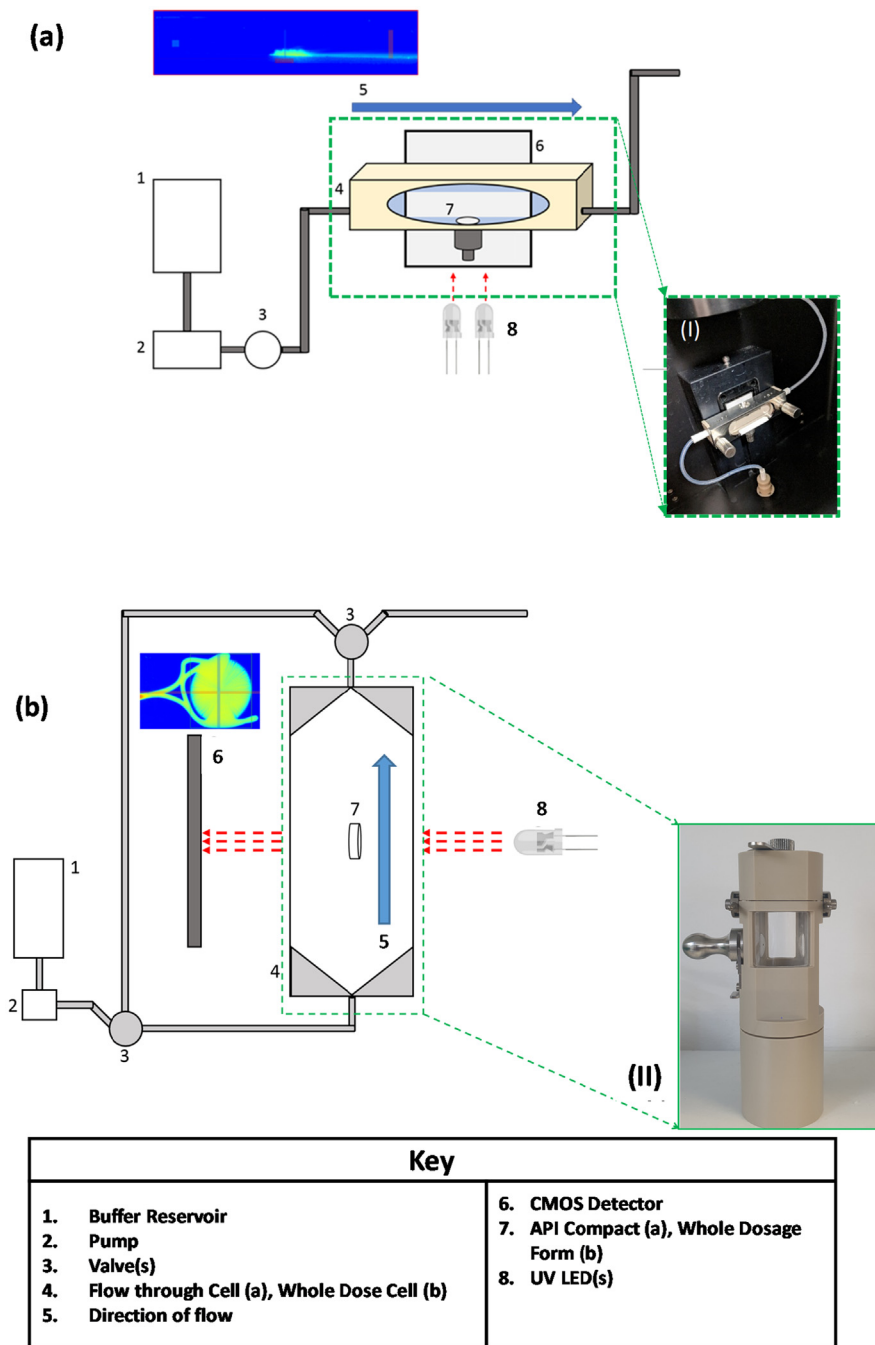 (a)
5
6
1
4
7
3
2
8
(I)
3
(b)
6
7
8
1
5
4
2
3
(II)
Key
1. Buffer Reservoir
2. Pump
3. Valve(s)
4. Flow through Cell (a), Whole Dose Cell (b)
5. Direction of flow
6. CMOS Detector
7. API Compact (a), Whole Dosage
Form (b)
8. UV LED(s)